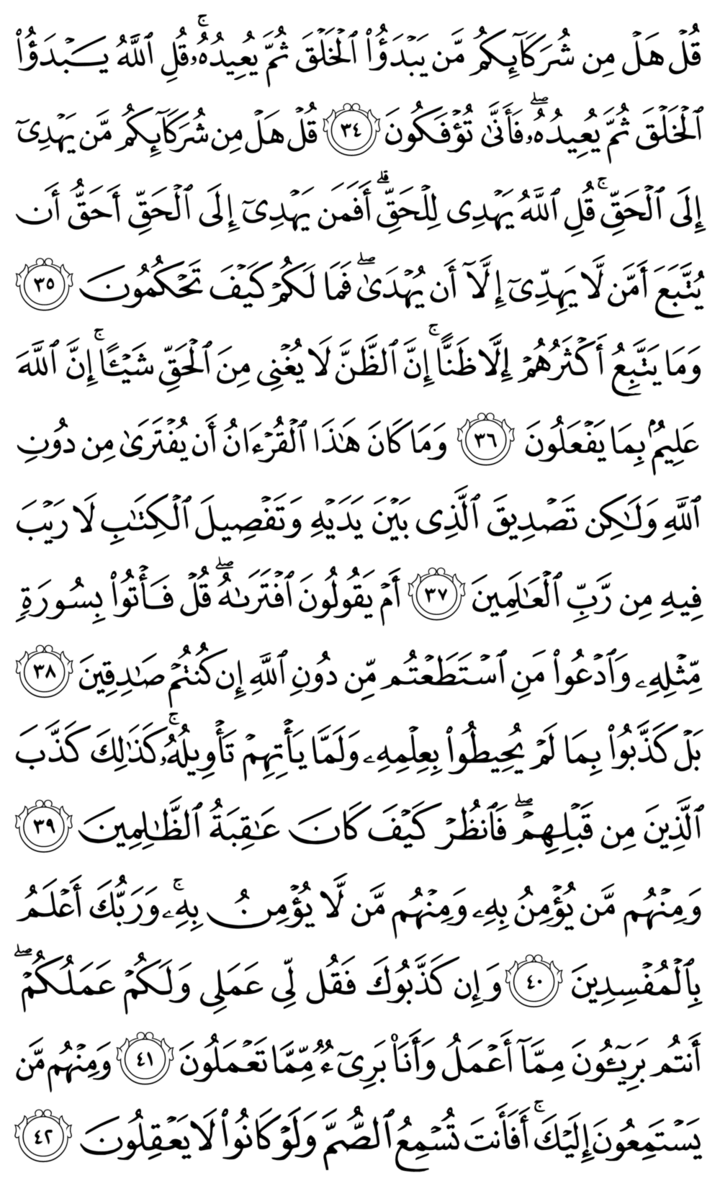 قُلۡ هَلۡ مِن شُرَكَآئِكُم مَّن يَبۡدَؤُاْ ٱلۡخَلۡقَ ثُمَّ يُعِيدُهُۥۚ قُلِ ٱللَّهُ يَبۡدَؤُاْ
ٱلۡخَلۡقَ ثُمَّ يُعِيدُهُۥۖ فَأَنَّىٰ تُؤۡفَكُونَ ٣٤ قُلۡ هَلۡ مِن شُرَكَآئِكُم مَّن يَهۡدِيٓ
إِلَى ٱلۡحَقِّۚ قُلِ ٱللَّهُ يَهۡدِي لِلۡحَقِّۗ أَفَمَن يَهۡدِيٓ إِلَى ٱلۡحَقِّ أَحَقُّ أَن
يُتَّبَعَ أَمَّن لَّا يَهِدِّيٓ إِلَّآ أَن يُهۡدَىٰۖ فَمَا لَكُمۡ كَيۡفَ تَحۡكُمُونَ ٣٥
وَمَا يَتَّبِعُ أَكۡثَرُهُمۡ إِلَّا ظَنًّاۚ إِنَّ ٱلظَّنَّ لَا يُغۡنِي مِنَ ٱلۡحَقِّ شَيۡـًٔاۚ إِنَّ ٱللَّهَ
عَلِيمُۢ بِمَا يَفۡعَلُونَ ٣٦ وَمَا كَانَ هَٰذَا ٱلۡقُرۡءَانُ أَن يُفۡتَرَىٰ مِن دُونِ
ٱللَّهِ وَلَٰكِن تَصۡدِيقَ ٱلَّذِي بَيۡنَ يَدَيۡهِ وَتَفۡصِيلَ ٱلۡكِتَٰبِ لَا رَيۡبَ
فِيهِ مِن رَّبِّ ٱلۡعَٰلَمِينَ ٣٧ أَمۡ يَقُولُونَ ٱفۡتَرَىٰهُۖ قُلۡ فَأۡتُواْ بِسُورَةٖ
مِّثۡلِهِۦ وَٱدۡعُواْ مَنِ ٱسۡتَطَعۡتُم مِّن دُونِ ٱللَّهِ إِن كُنتُمۡ صَٰدِقِينَ ٣٨
بَلۡ كَذَّبُواْ بِمَا لَمۡ يُحِيطُواْ بِعِلۡمِهِۦ وَلَمَّا يَأۡتِهِمۡ تَأۡوِيلُهُۥۚ كَذَٰلِكَ كَذَّبَ
ٱلَّذِينَ مِن قَبۡلِهِمۡۖ فَٱنظُرۡ كَيۡفَ كَانَ عَٰقِبَةُ ٱلظَّٰلِمِينَ ٣٩
وَمِنۡهُم مَّن يُؤۡمِنُ بِهِۦ وَمِنۡهُم مَّن لَّا يُؤۡمِنُ بِهِۦۚ وَرَبُّكَ أَعۡلَمُ
بِٱلۡمُفۡسِدِينَ ٤٠ وَإِن كَذَّبُوكَ فَقُل لِّي عَمَلِي وَلَكُمۡ عَمَلُكُمۡۖ
أَنتُم بَرِيٓـُٔونَ مِمَّآ أَعۡمَلُ وَأَنَا۠ بَرِيٓءٞ مِّمَّا تَعۡمَلُونَ ٤١ وَمِنۡهُم مَّن
يَسۡتَمِعُونَ إِلَيۡكَۚ أَفَأَنتَ تُسۡمِعُ ٱلصُّمَّ وَلَوۡ كَانُواْ لَا يَعۡقِلُونَ ٤٢